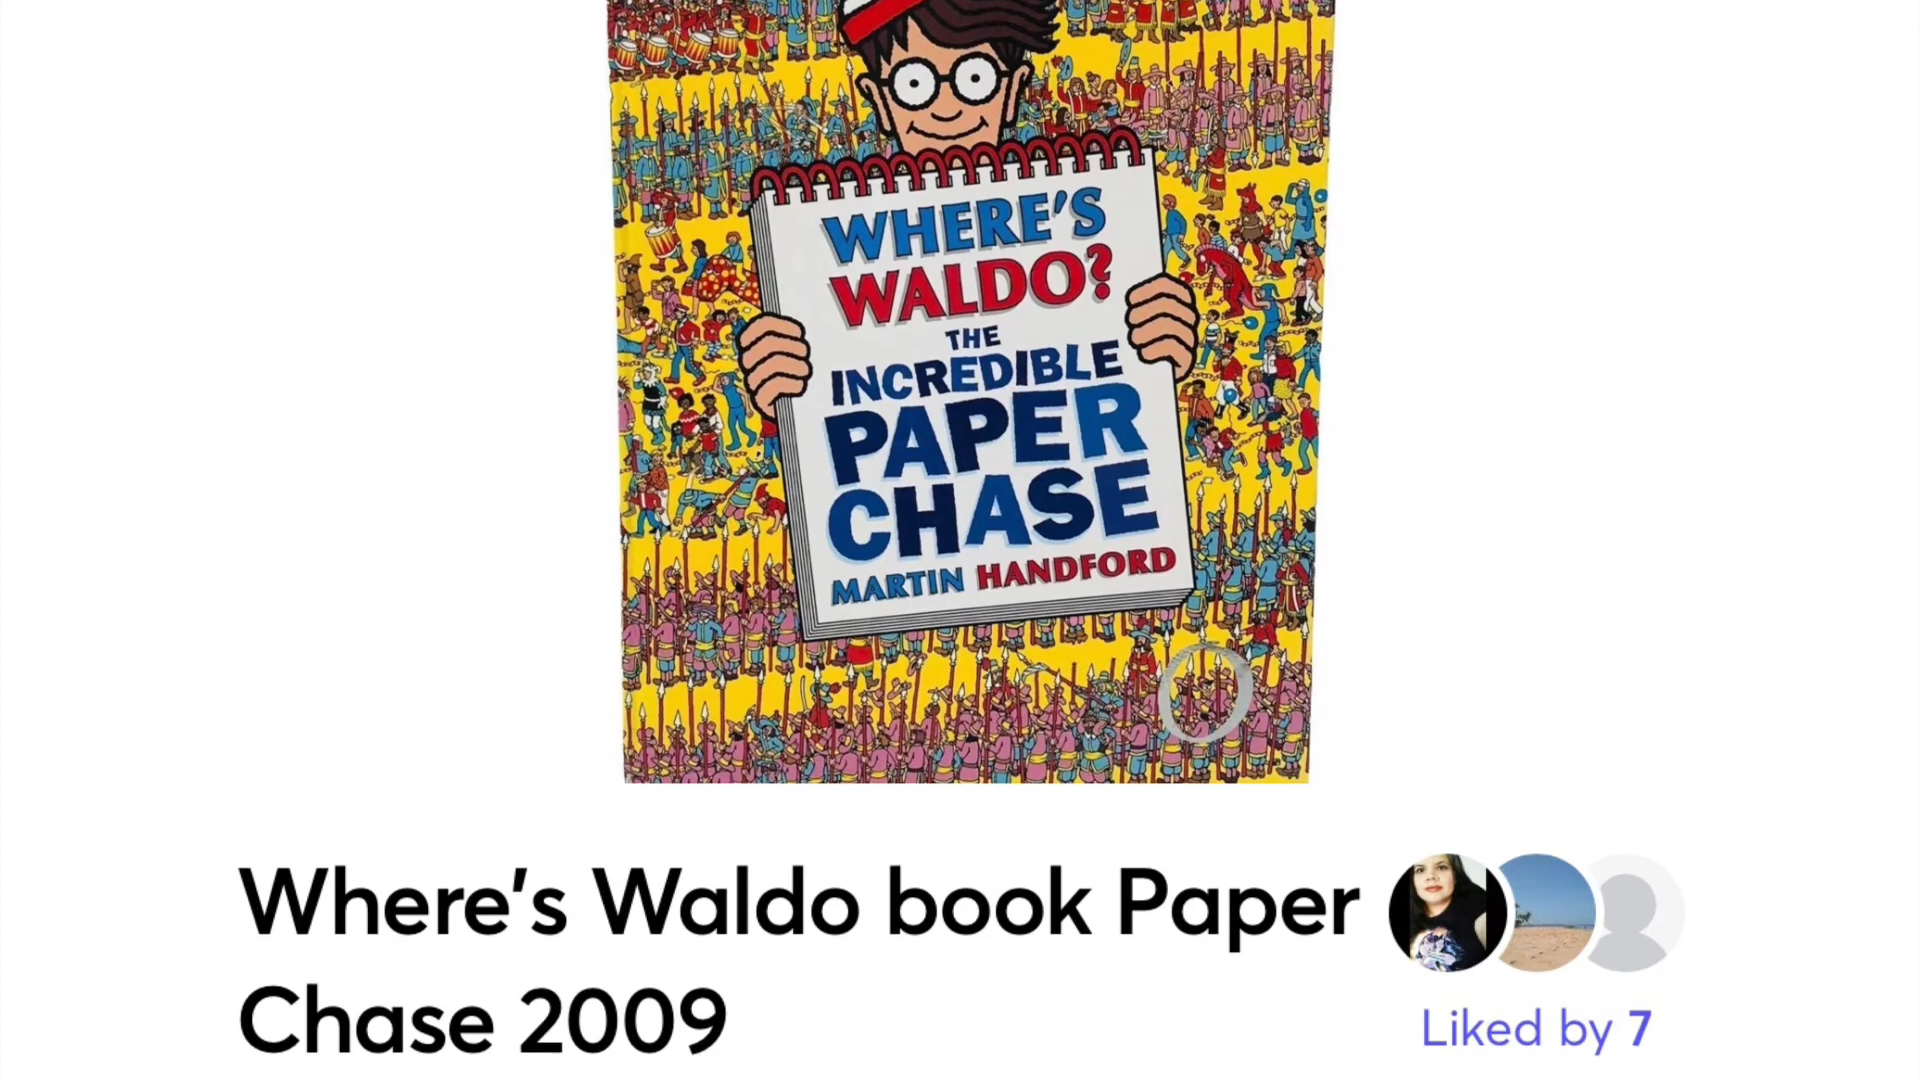 WHERE'S
WALDO?
THE
INCREDIBLE
PAPER
CHASE
MARTIN HANDFORD
Where's Waldo book Paper
Chase 2009
Liked by 7